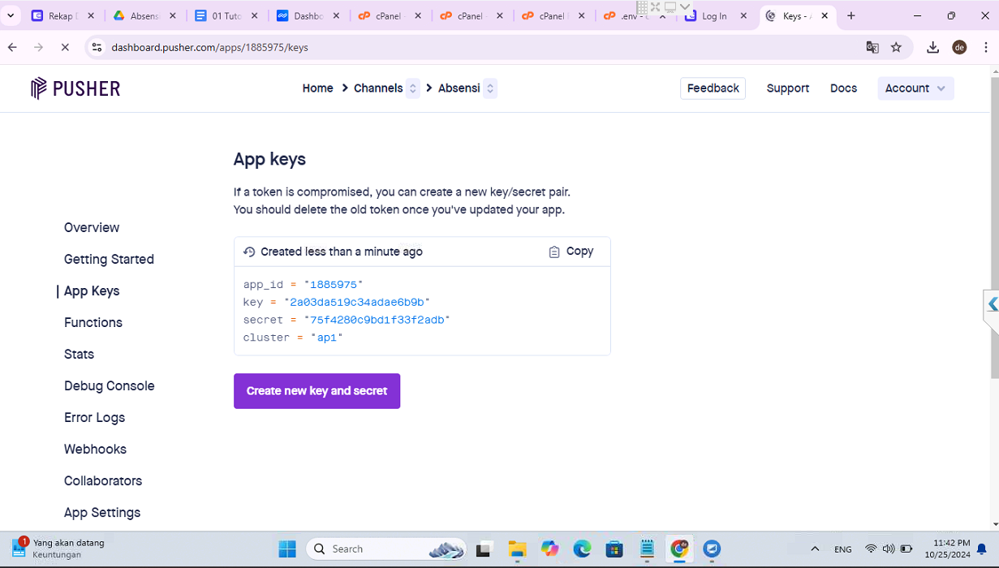 Rekap D
Absens
01 Tuto
Dashbo
cPanel -
cPanel
cPanel
.env - c
Log In
Keys - A
dashboard.pusher.com/apps/1885975/keys
de
PUSHER
Home
Channels
Absensi
Feedback
Support
Docs
Account
App keys
If a token is compromised, you can create a new key/secret pair.
You should delete the old token once you've updated your app.
Overview
Getting Started
App Keys
Functions
Stats
Debug Console
Error Logs
Webhooks
Collaborators
App Settings
Created less than a minute ago
Copy
app_id = "1885975"
key = "2a03da519c34adae6b9b"
secret = "75f4280c9bd1f33f2adb"
cluster = "ap1"
Create new key and secret
1
Yang akan datang
Keuntungan
Search
ENG
11:42 PM
10/25/2024